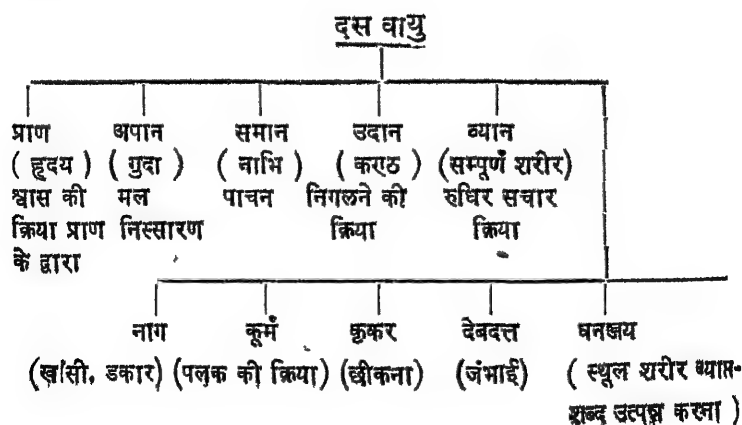 दस वायु
प्राण अपान समान उदान व्यान
( हृदय ) ( गुदा ) ( नाभि ) ( कण्ठ ) (सम्पूर्ण शरीर)
श्वास की मल पाचन निगलने की रुधिर सचार
क्रिया प्राण निस्सारण क्रिया क्रिया
के द्वारा
नाग कूर्म कृकर देवदत्त धनञ्जय
(खांसी, डकार) (पलक की क्रिया) (छीकना) (जंभाई) ( स्थूल शरीर व्याप्त-
शब्द उत्पन्न करना )